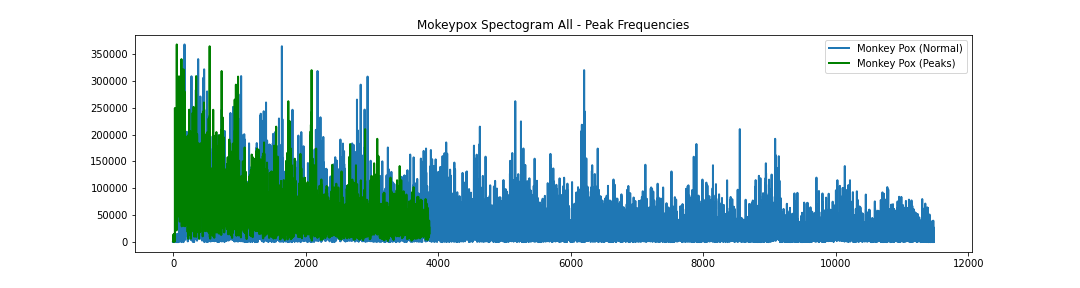 Mokeypox Spectogram All - Peak Frequencies
Monkey Pox (Normal)
Monkey Pox (Peaks)
350000
300000
250000
200000
150000
100000
50000
0
0 2000 4000 6000 8000 10000 12000